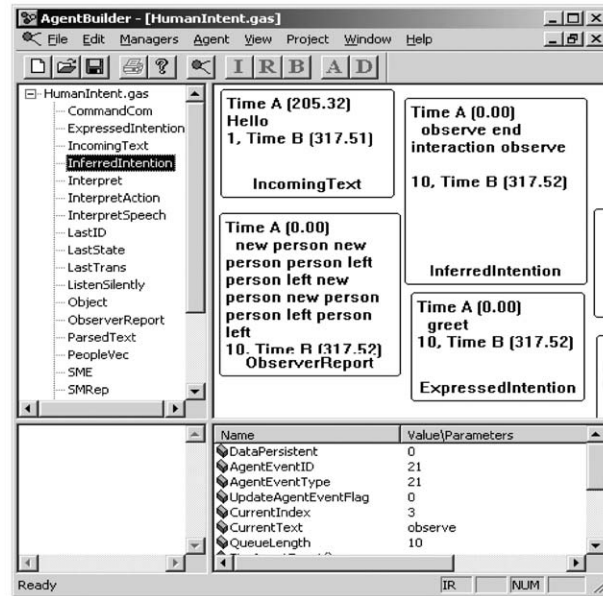 AgentBuilder - [HumanIntent.gas]
File Edit Managers Agent View Project Window Help
I R B A D
HumanIntent.gas
CommandCom
ExpressedIntention
IncomingText
InferredIntention
Interpret
InterpretAction
InterpretSpeech
LastID
LastState
LastTrans
ListenSilently
Object
ObserverReport
ParsedText
PeopleVec
SME
SMRep
Time A (205.32)
Hello
1, Time B (317.51)
IncomingText
Time A (0.00)
observe end
interaction observe
10, Time B (317.52)
InferredIntention
Time A (0.00)
new person new
person person left
person left new
person new person
person left person
left
10, Time B (317.52)
ObserverReport
Time A (0.00)
greet
10, Time B (317.52)
ExpressedIntention
Name Value\Parameters
DataPersistent 0
AgentEventID 21
AgentEventType 21
UpdateAgentEventFlag 0
CurrentIndex 3
CurrentText observe
QueueLength 10
Ready IR NUM